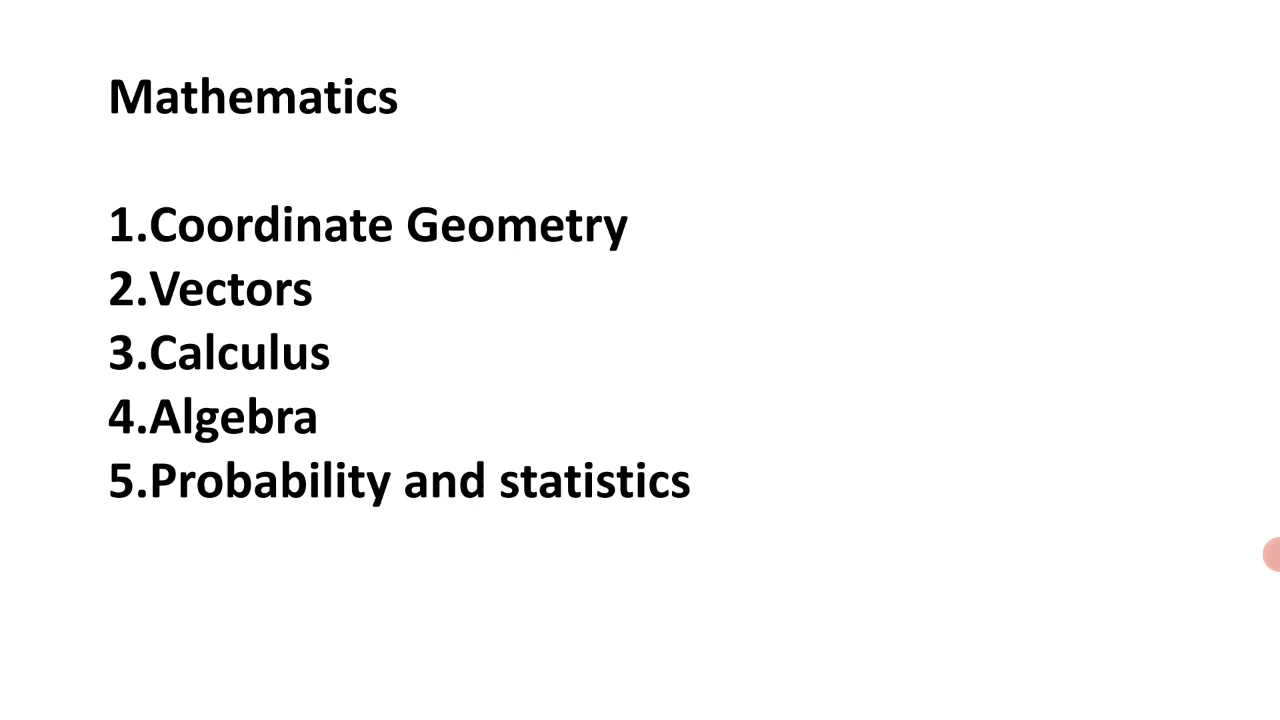 Mathematics
1.Coordinate Geometry
2.Vectors
3.Calculus
4.Algebra
5.Probability and statistics